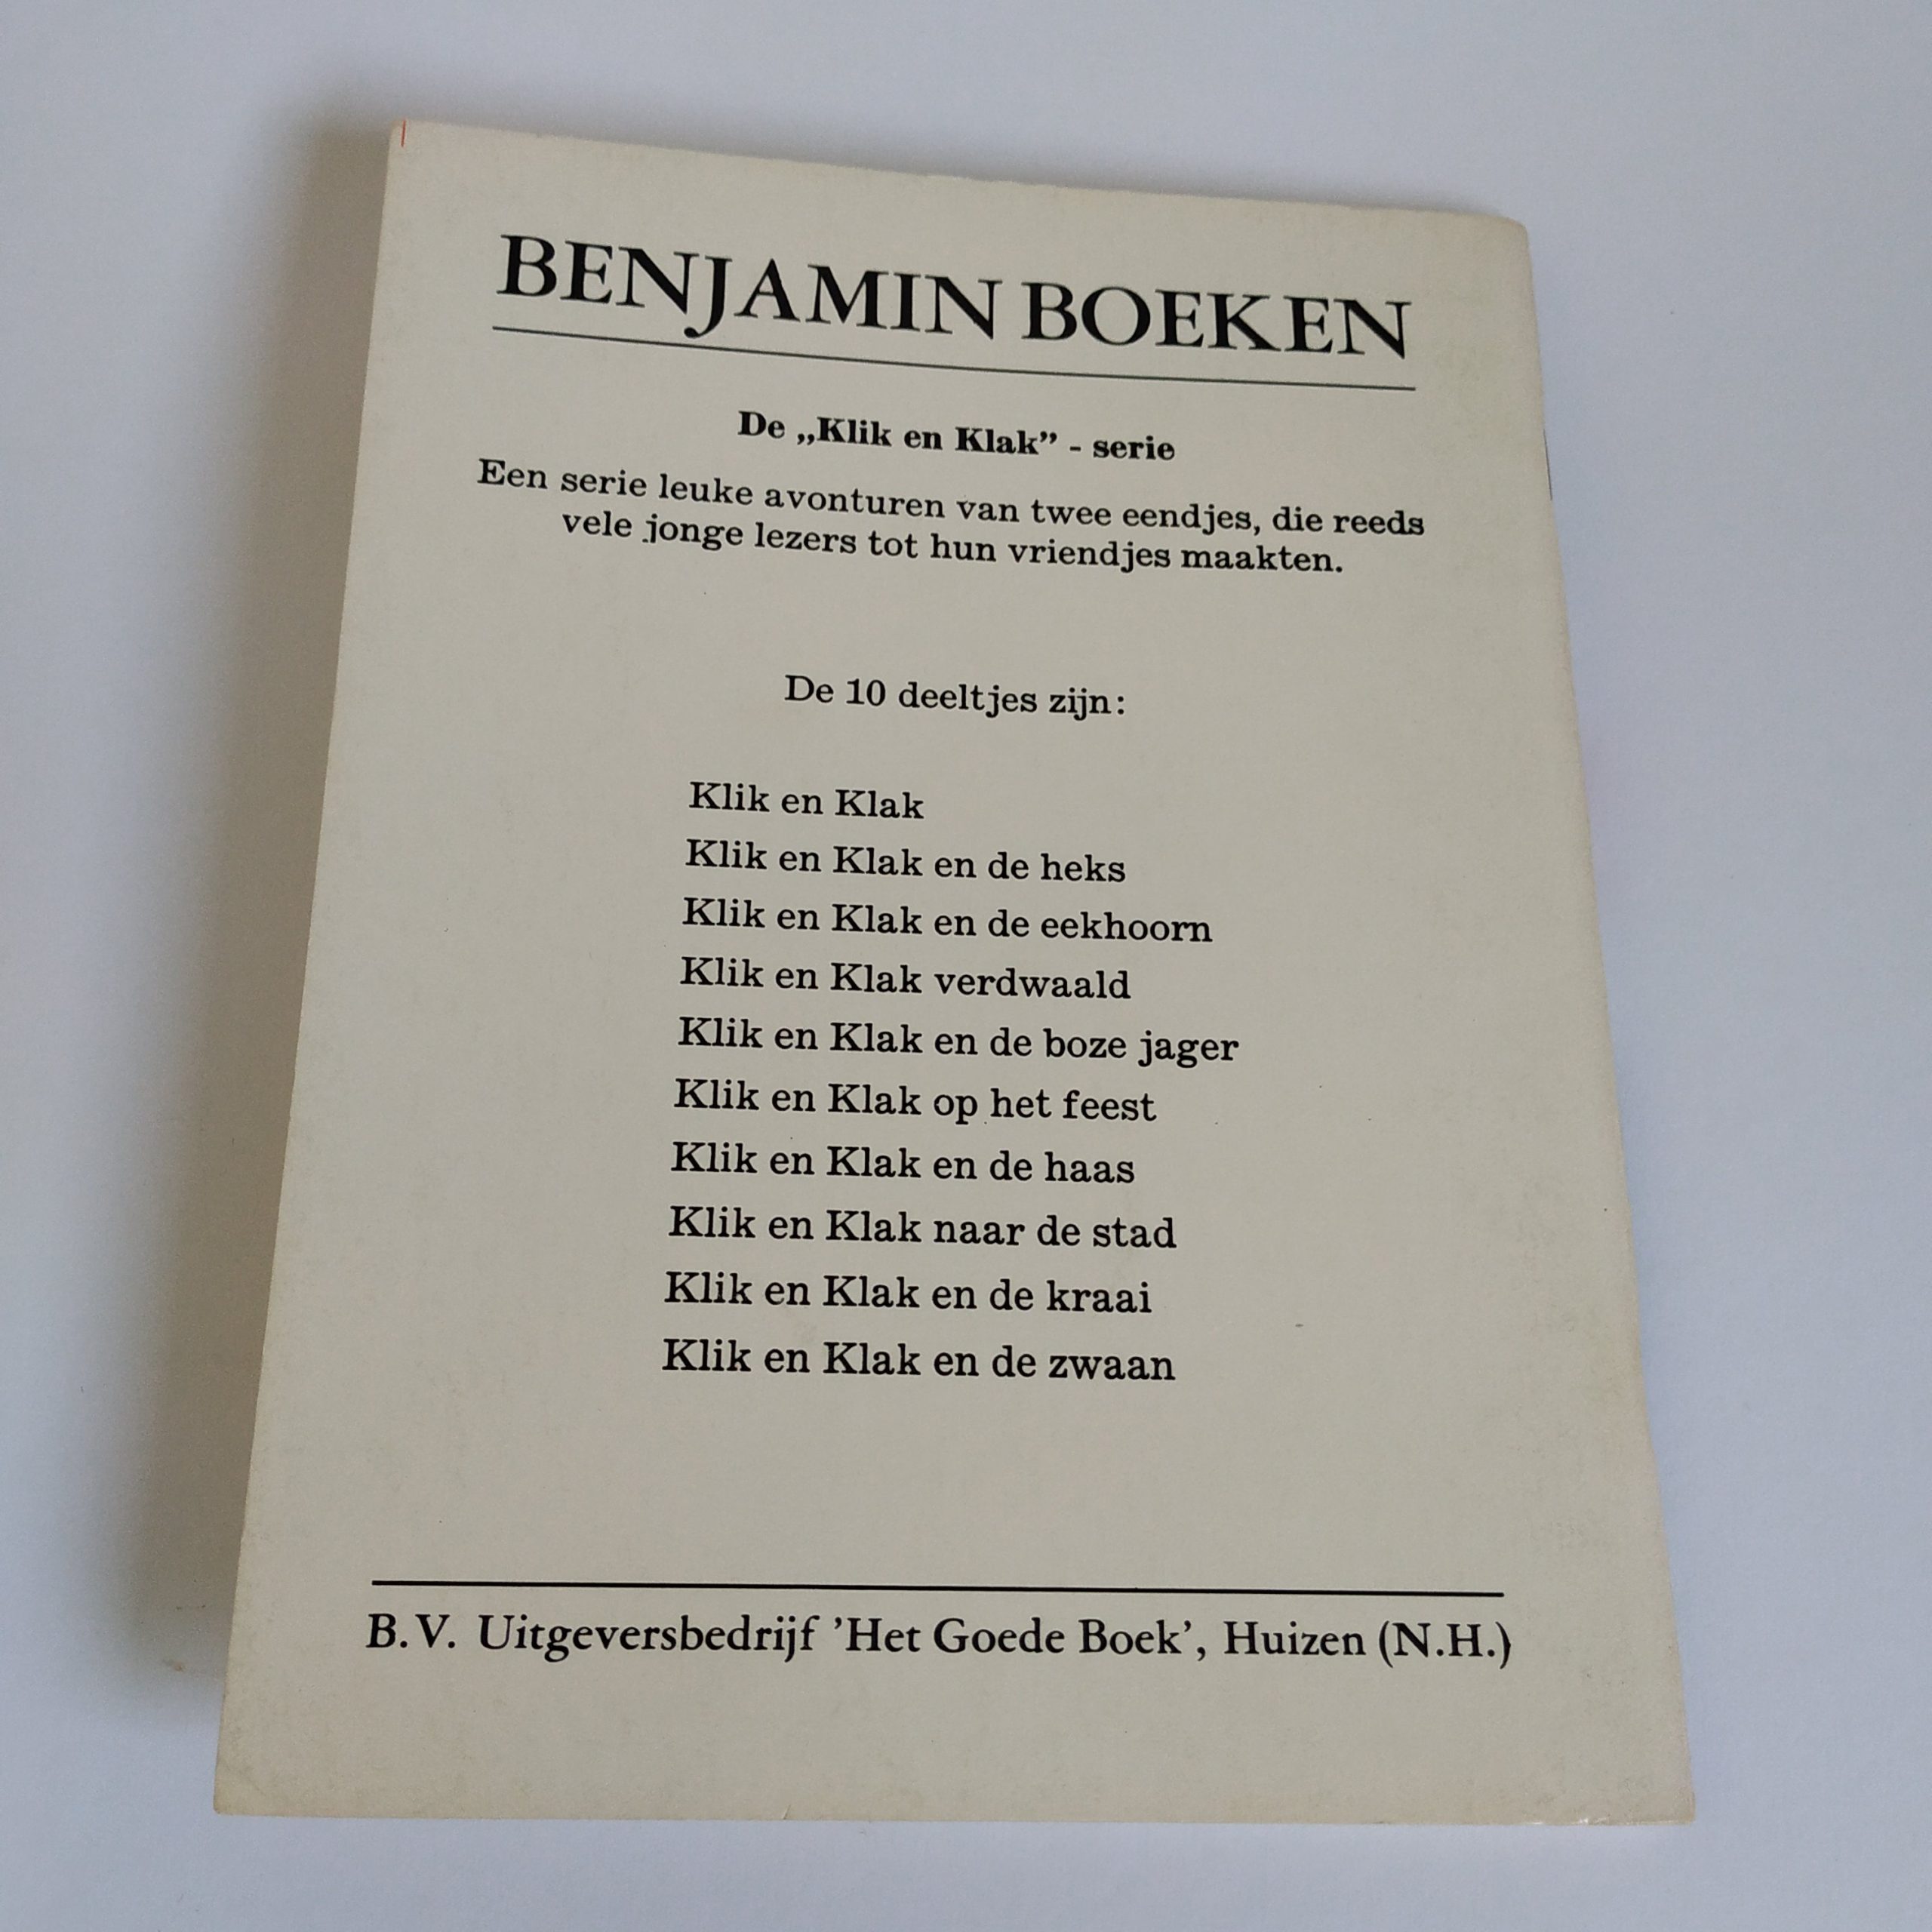 BENJAMIN BOEKEN
De „Klik en Klak” - serie
Een serie leuke avonturen van twee eendjes, die reeds
vele jonge lezers tot hun vriendjes maakten.
De 10 deeltjes zijn:
Klik en Klak
Klik en Klak en de heks
Klik en Klak en de eekhoorn
Klik en Klak verdwaald
Klik en Klak en de boze jager
Klik en Klak op het feest
Klik en Klak en de haas
Klik en Klak naar de stad
Klik en Klak en de kraai
Klik en Klak en de zwaan
B.V. Uitgeversbedrijf ’Het Goede Boek’, Huizen (N.H.)